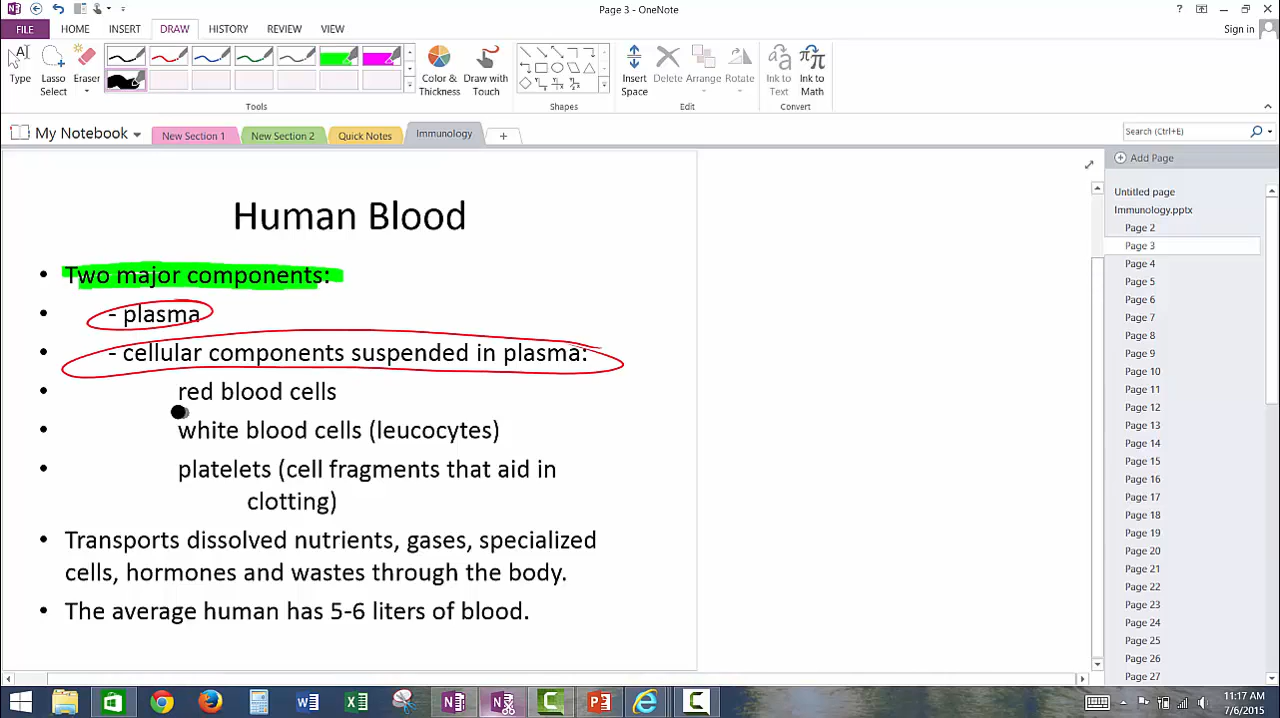 Page 3 - OneNote
Sign in
FILE
HOME
INSERT
DRAW
HISTORY
REVIEW
VIEW
Type
Lasso
Select
Eraser
Color &
Thickness
Draw with
Touch
Insert
Space
Delete
Arrange
Rotate
Ink to
Text
Ink to
Math
Tools
Shapes
Edit
Convert
My Notebook
New Section 1
New Section 2
Quick Notes
Immunology
Search (Ctrl+E)
Human Blood
• Two major components:
• - plasma
• - cellular components suspended in plasma:
• red blood cells
• white blood cells (leucocytes)
• platelets (cell fragments that aid in
clotting)
• Transports dissolved nutrients, gases, specialized
cells, hormones and wastes through the body.
• The average human has 5-6 liters of blood.
Add Page
Untitled page
Immunology.pptx
Page 2
Page 3
Page 4
Page 5
Page 6
Page 7
Page 8
Page 9
Page 10
Page 11
Page 12
Page 13
Page 14
Page 15
Page 16
Page 17
Page 18
Page 19
Page 20
Page 21
Page 22
Page 23
Page 24
Page 25
Page 26
Page 27
11:17 AM
7/6/2015